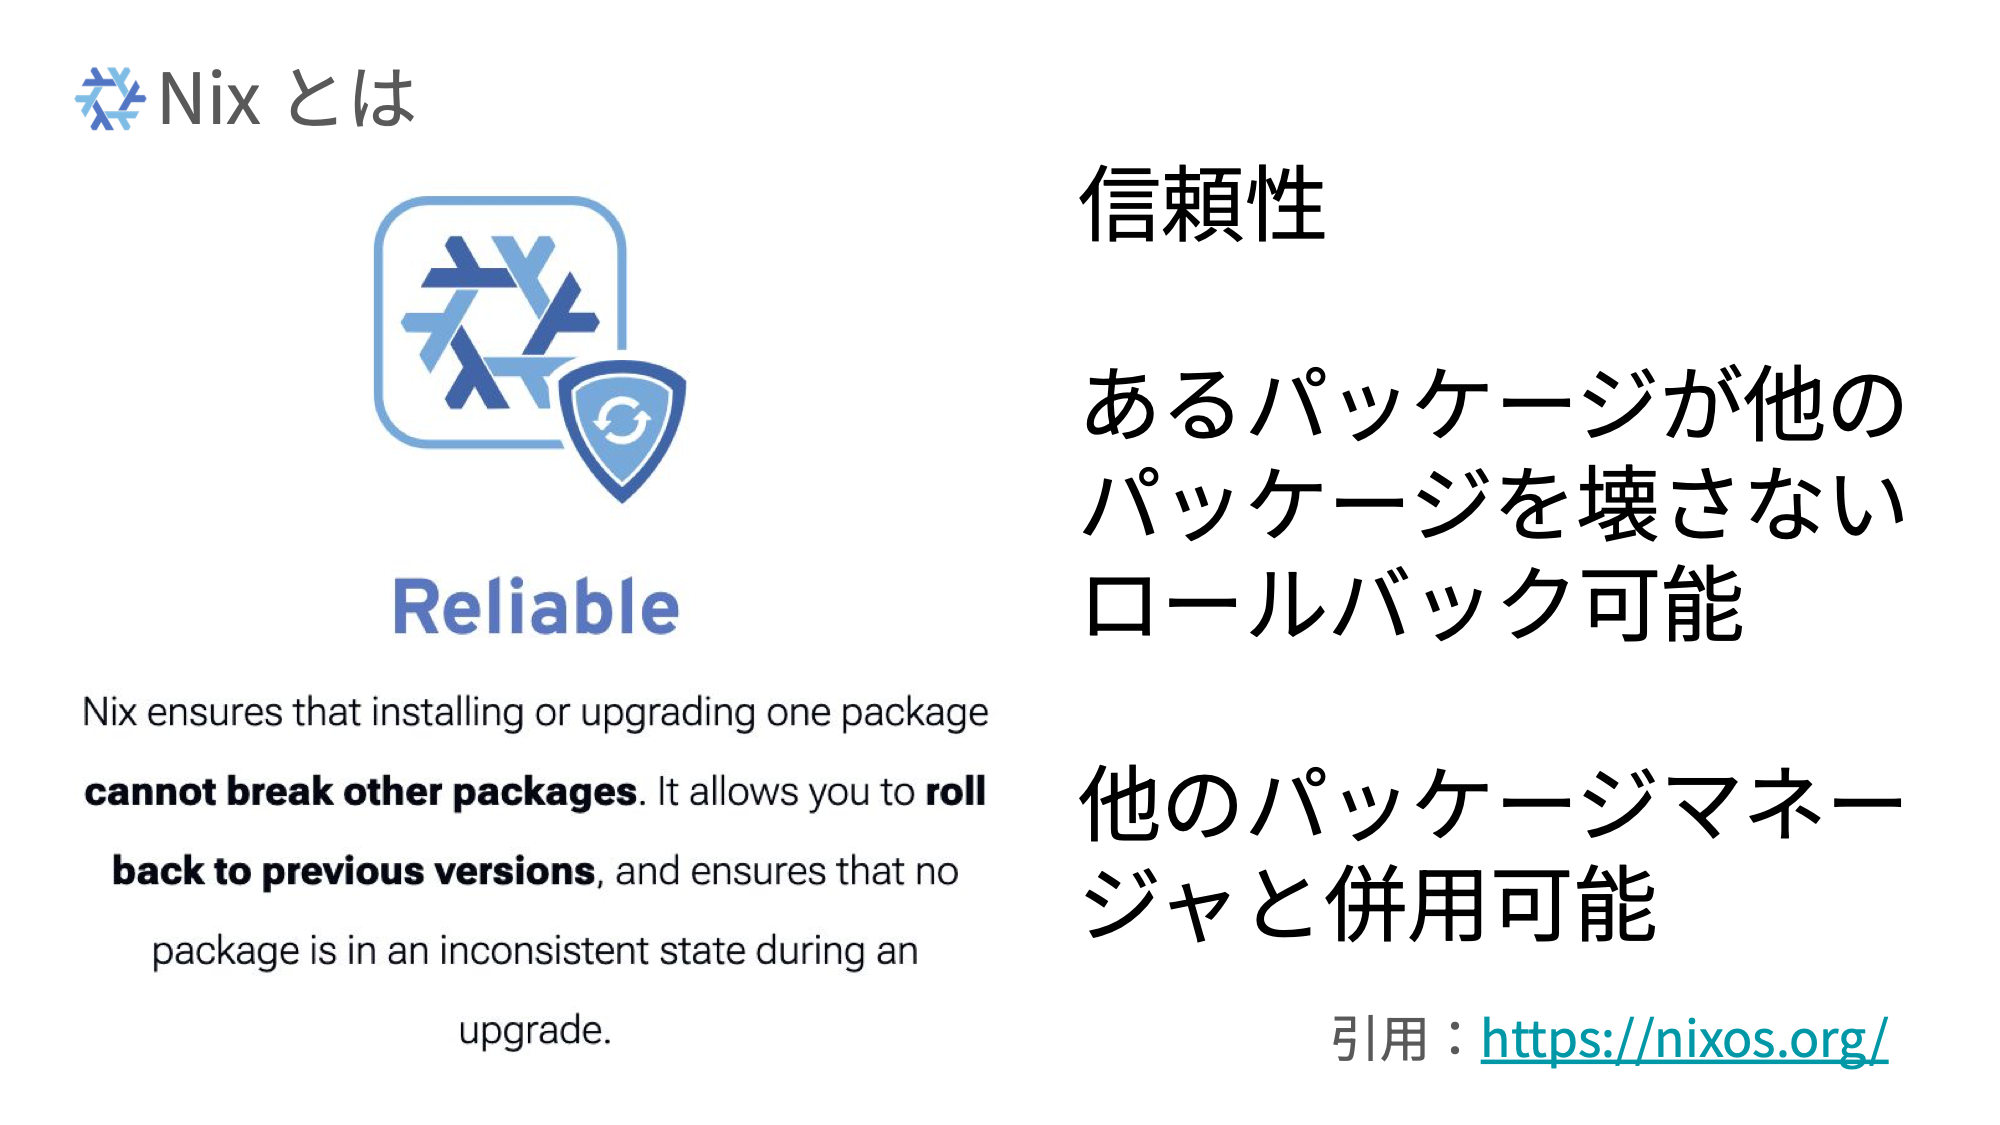 Nix とは
Reliable
Nix ensures that installing or upgrading one package
cannot break other packages. It allows you to roll
back to previous versions, and ensures that no
package is in an inconsistent state during an
upgrade.
信頼性
あるパッケージが他の
パッケージを壊さない
ロールバック可能
他のパッケージマネー
ジャと併用可能
引用：https://nixos.org/